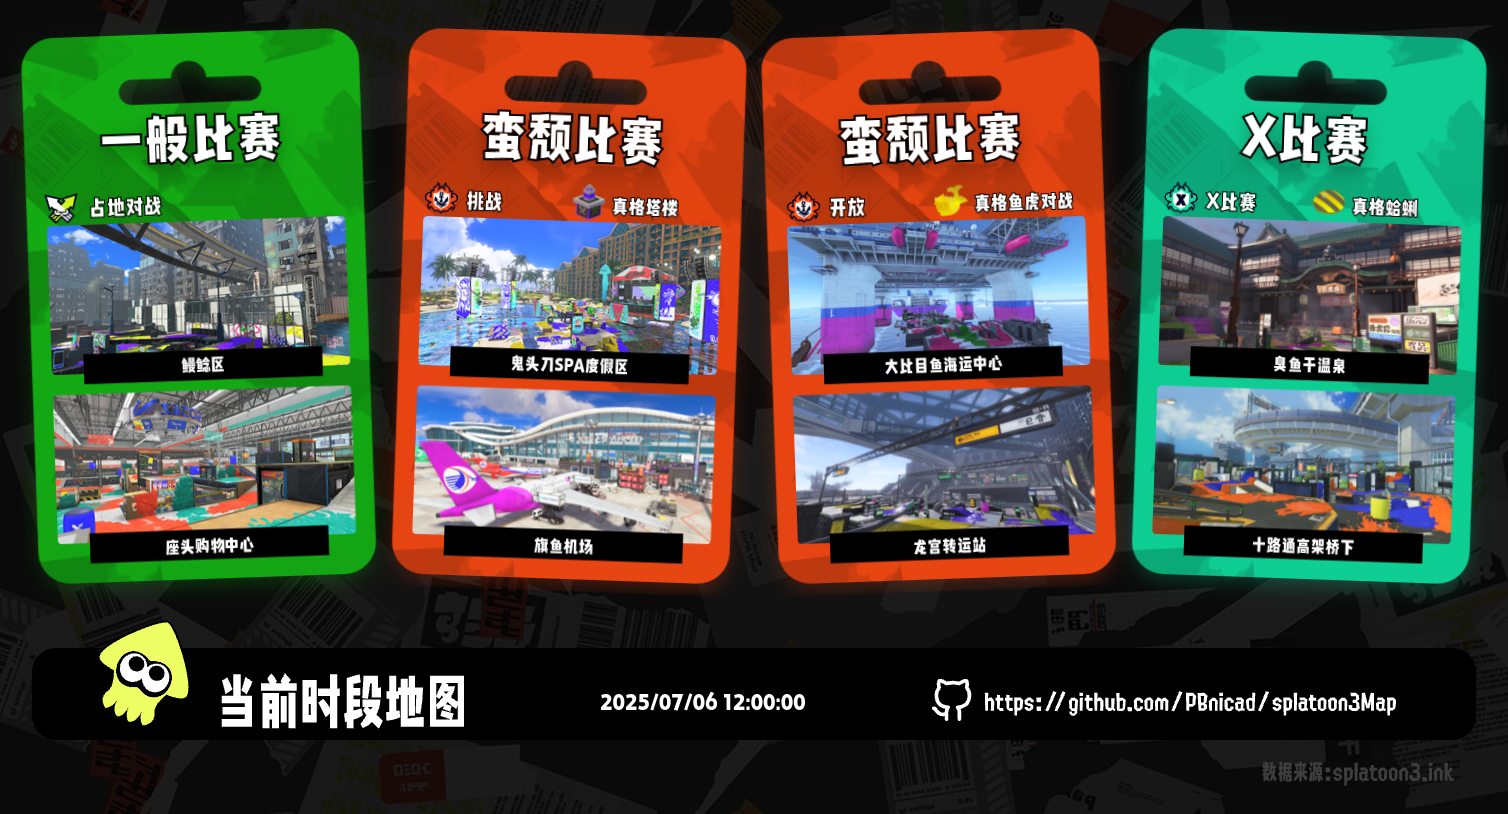 一般比赛
占地对战
鳗鲶区
座头购物中心
蛮颓比赛
挑战
真格塔楼
鬼头刀SPA度假区
旗鱼机场
蛮颓比赛
开放
真格鱼虎对战
大比目鱼海运中心
龙宫转运站
X比赛
X比赛
真格蛤蜊
臭鱼干温泉
十路通高架桥下
当前时段地图
2025/07/06 12:00:00
https://github.com/PBnicad/splatoon3Map
数据来源:splatoon3.ink